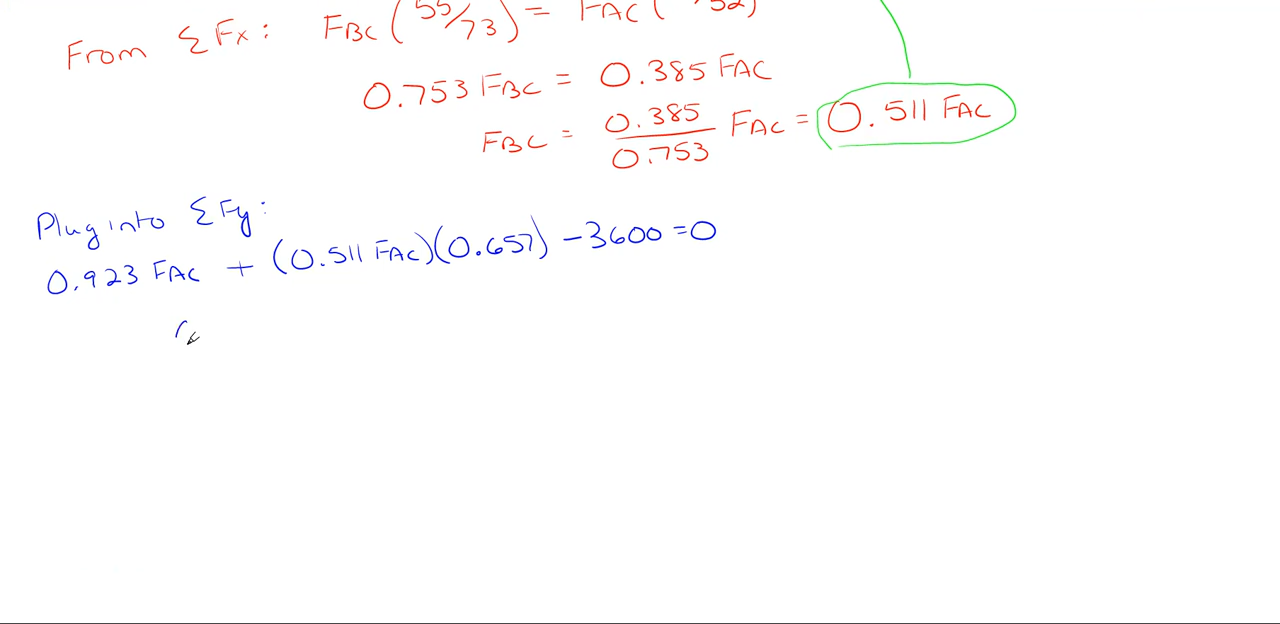 From ΣFx: FBC (55/73) = FAC ( /52)
0.753 FBC = 0.385 FAC
FBC = 0.385/0.753 FAC = 0.511 FAC
Plug into ΣFy:
0.923 FAC + (0.511 FAC)(0.657) - 3600 = 0
(